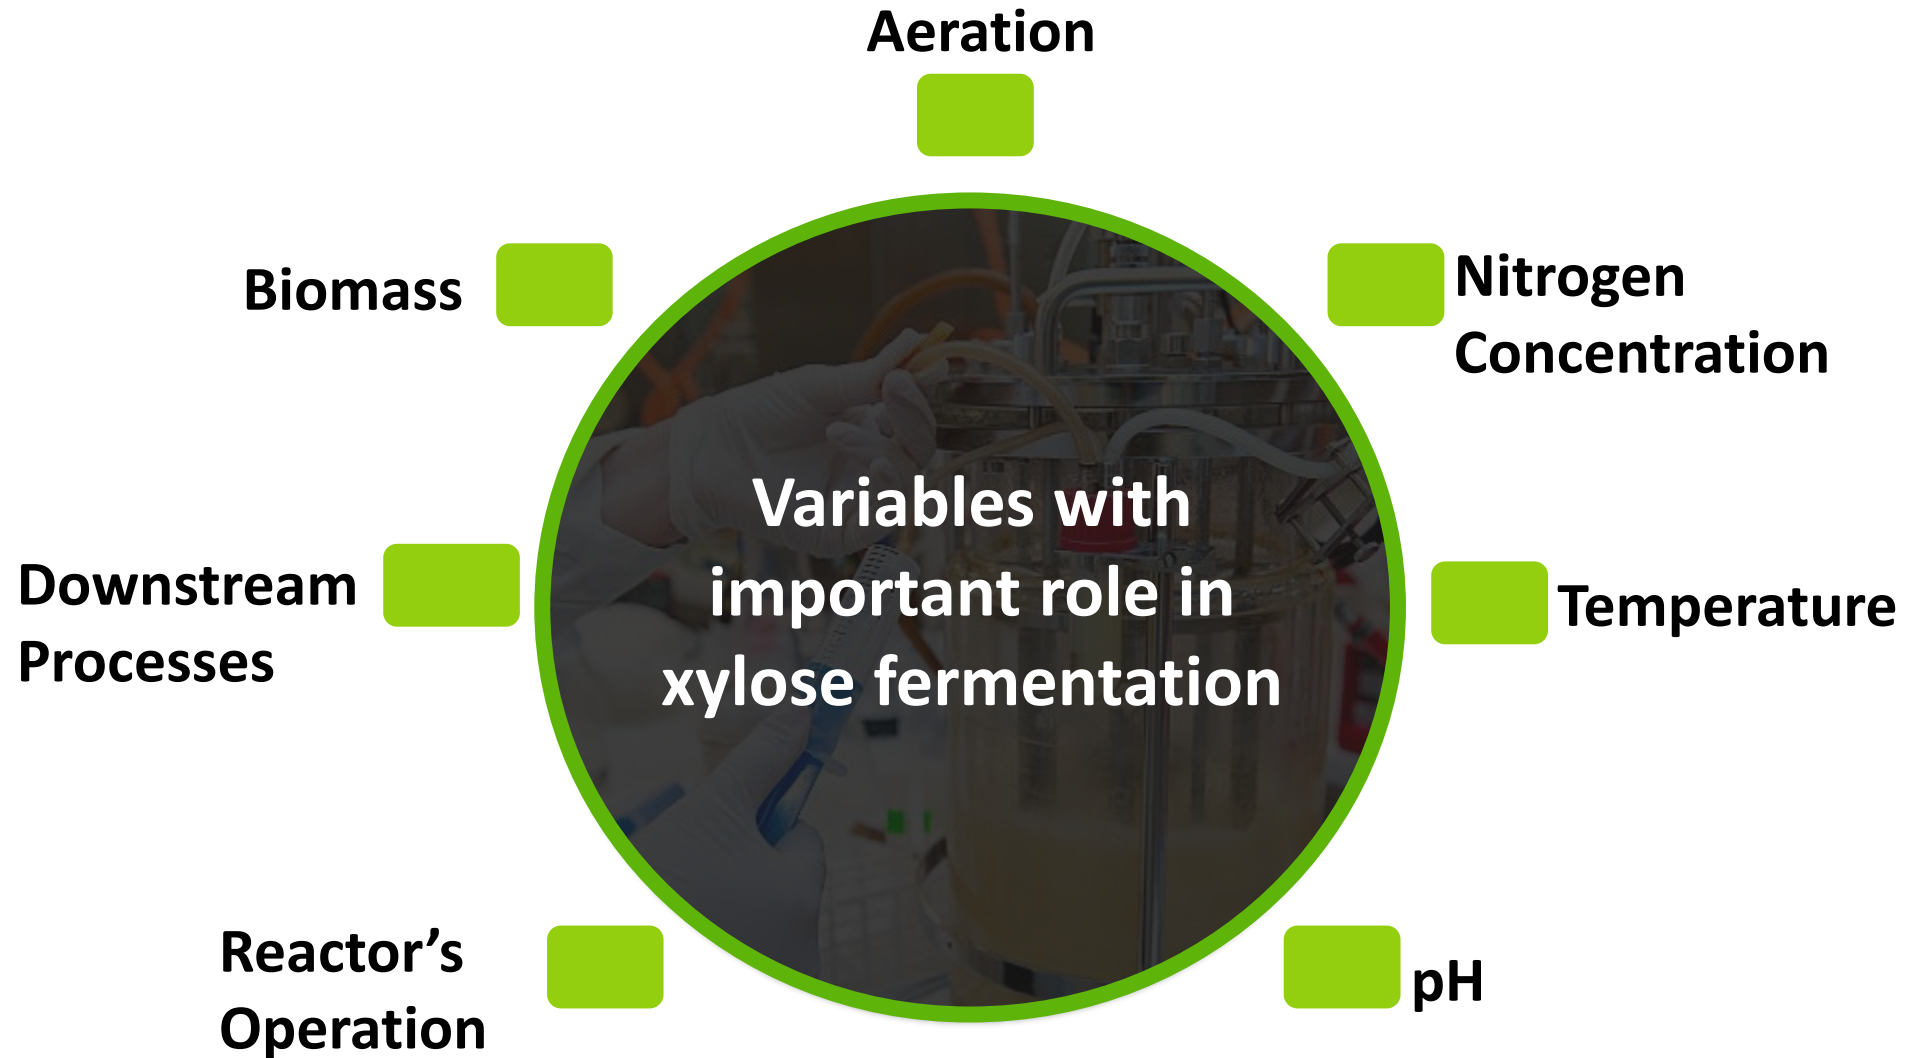 Aeration
Biomass
Nitrogen
Concentration
Variables with
important role in
xylose fermentation
Downstream
Processes
Temperature
Reactor’s
Operation
pH